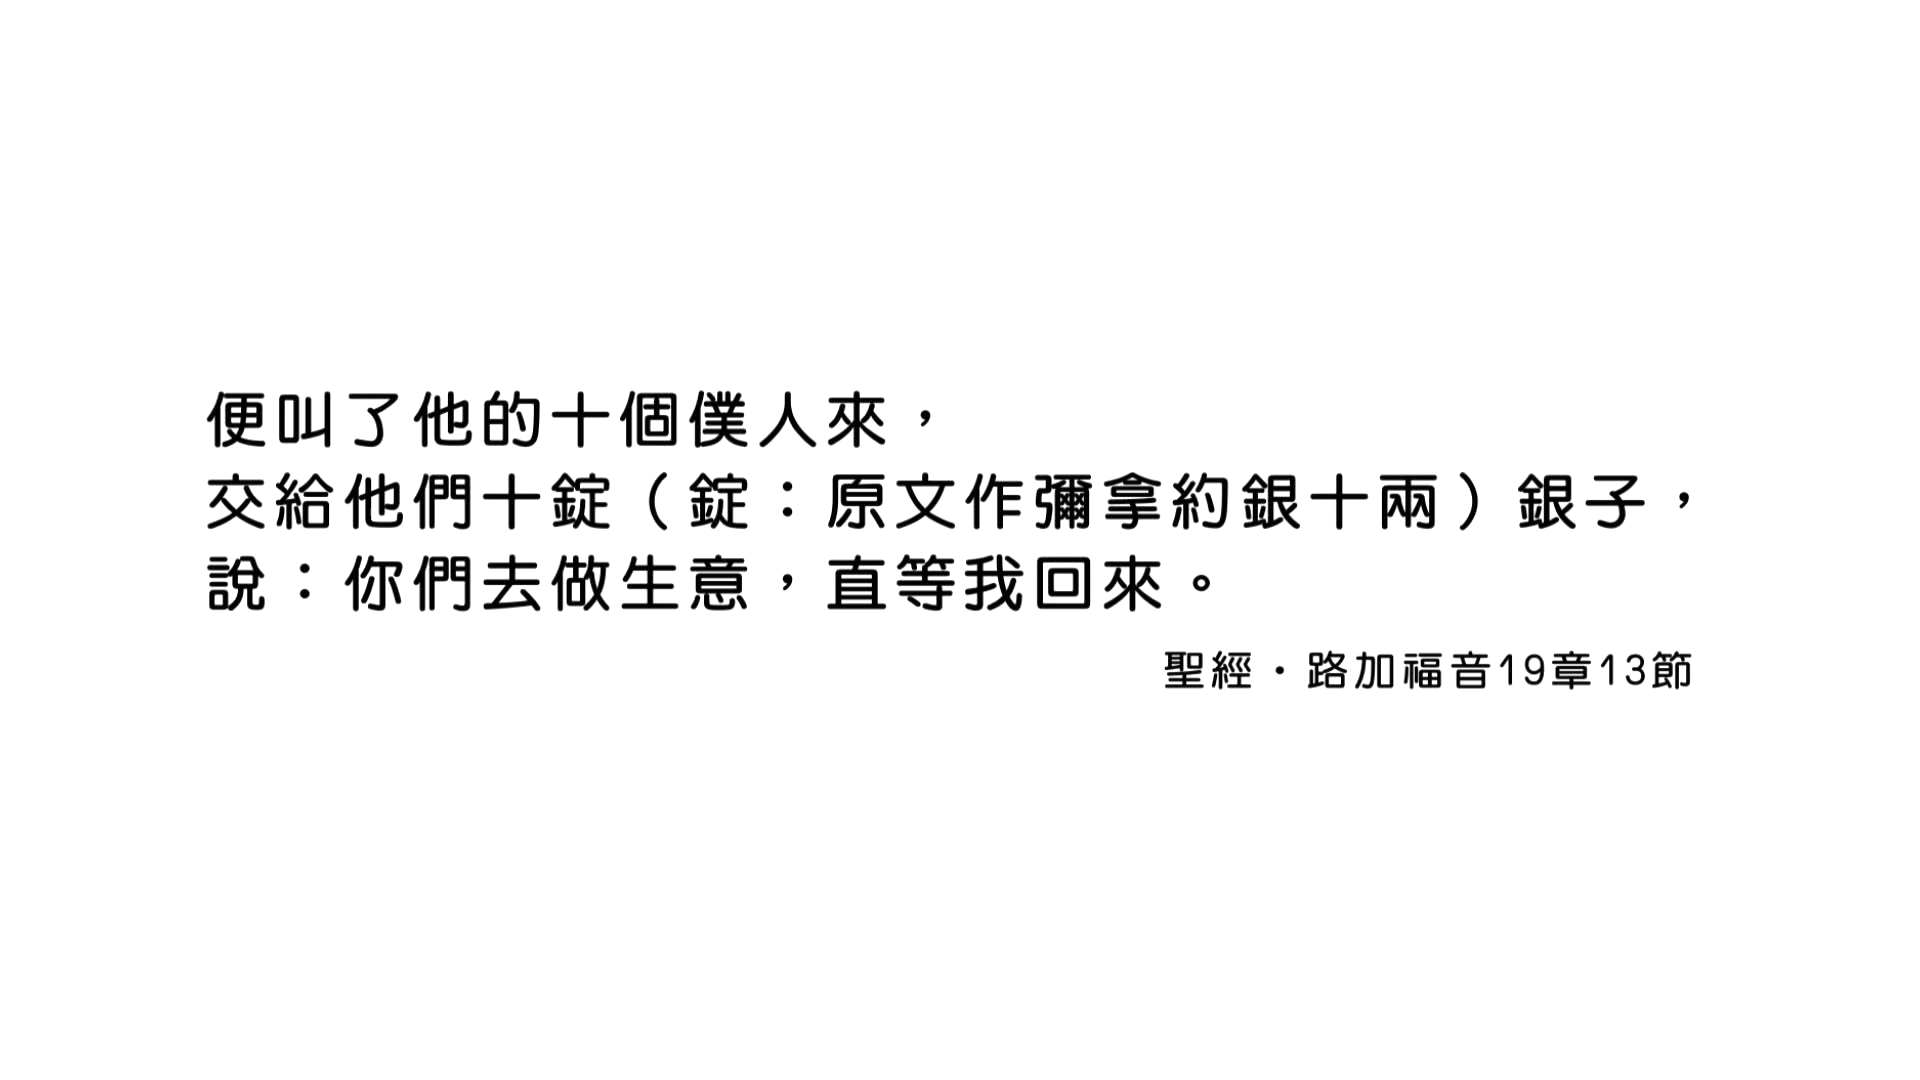 便叫了他的十個僕人來，
交給他們十錠（錠：原文作彌拿約銀十兩）銀子，
說：你們去做生意，直等我回來。
聖經・路加福音19章13節